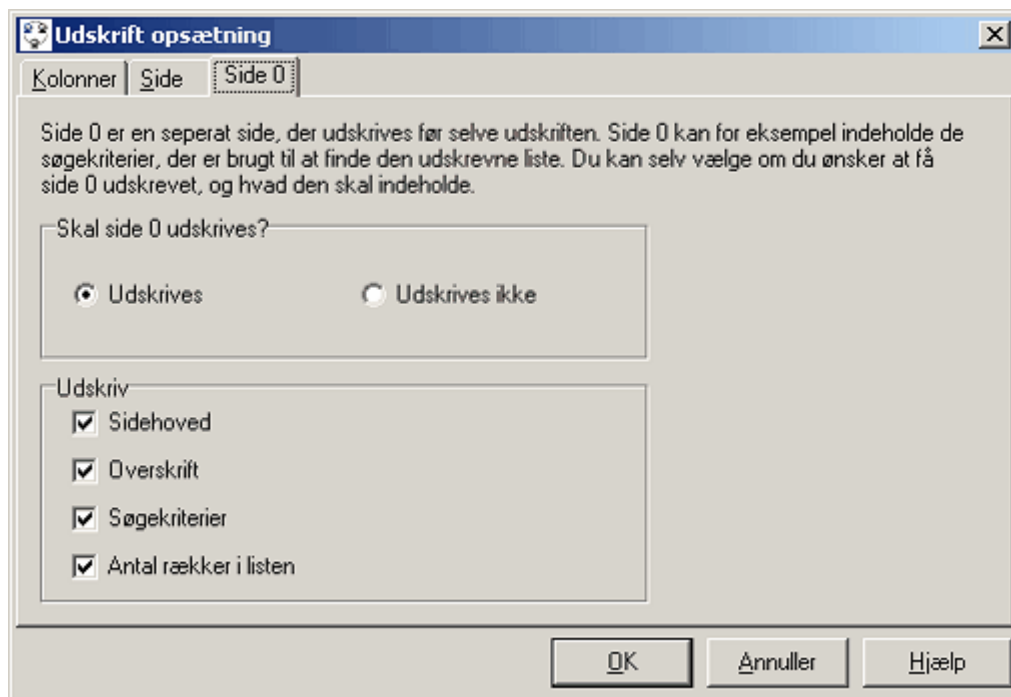 Udskrift opsætning
Kolonner Side Side 0
Side 0 er en seperat side, der udskrives før selve udskriften. Side 0 kan for eksempel indeholde de
søgekriterier, der er brugt til at finde den udskrevne liste. Du kan selv vælge om du ønsker at få
side 0 udskrevet, og hvad den skal indeholde.
Skal side 0 udskrives?
Udskrives Udskrives ikke
Udskriv
Sidehoved
Overskrift
Søgekriterier
Antal rækker i listen
OK Annuller Hjælp